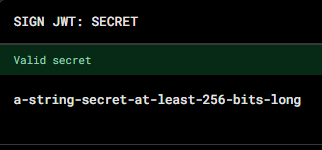 SIGN JWT: SECRET
Valid secret
a-string-secret-at-least-256-bits-long